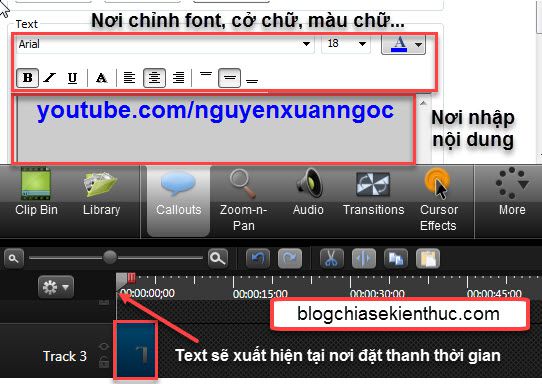 Nơi chỉnh font, cở chữ, màu chữ...
Text
Arial
18
A
B I U A
youtube.com/nguyenxuanngoc
Nơi nhập
nội dung
Clip Bin
Library
Callouts
Zoom-n-
Pan
Audio
Transitions
Cursor
Effects
More
00:00:00;00
00:00:15;00
00:00:30;00
00:00:45;00
blogchiasekienthuc.com
Track 3
Text sẽ xuất hiện tại nơi đặt thanh thời gian